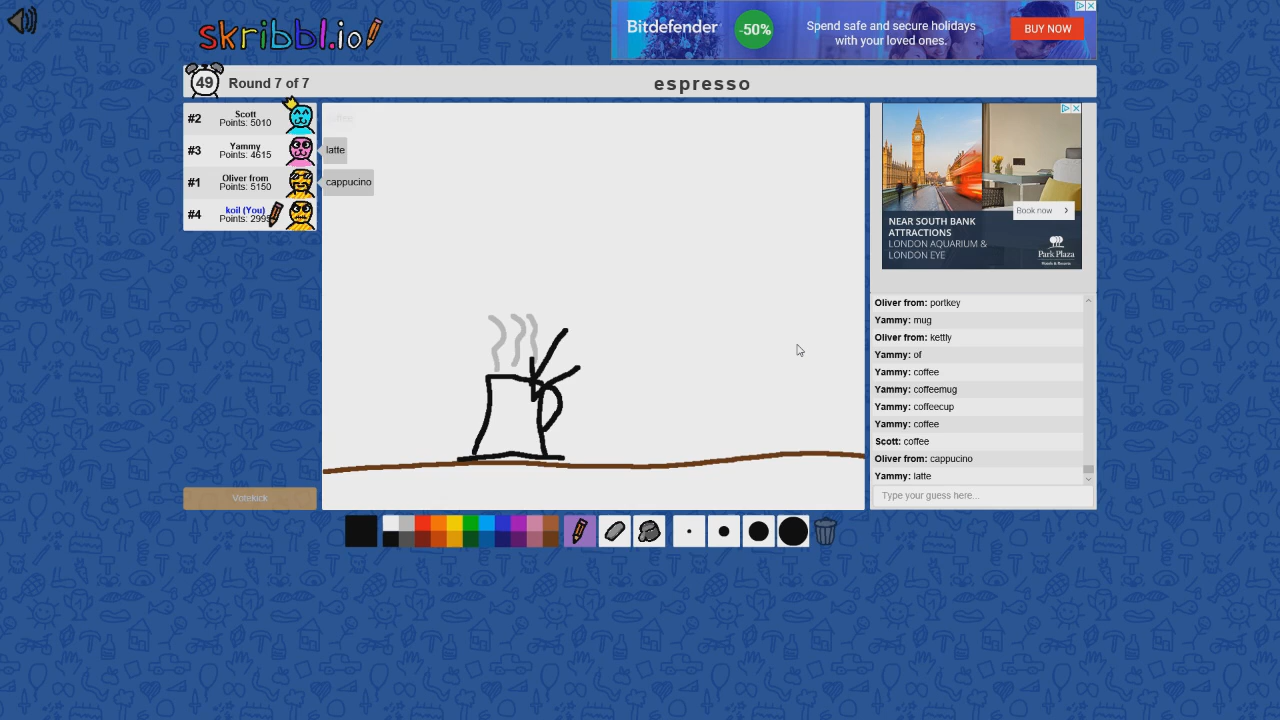 skribbl.io
Bitdefender
-50%
Spend safe and secure holidays
with your loved ones.
BUY NOW
49
Round 7 of 7
espresso
#2
Scott
Points: 5010
coffee
#3
Yammy
Points: 4615
latte
#1
Oliver from
Points: 5150
cappucino
#4
koil (You)
Points: 2995
Book now
NEAR SOUTH BANK
ATTRACTIONS
LONDON AQUARIUM &
LONDON EYE
Park Plaza
Oliver from: portkey
Yammy: mug
Oliver from: kettly
Yammy: of
Yammy: coffee
Yammy: coffeemug
Yammy: coffeecup
Yammy: coffee
Scott: coffee
Oliver from: cappucino
Yammy: latte
Type your guess here...
Votekick